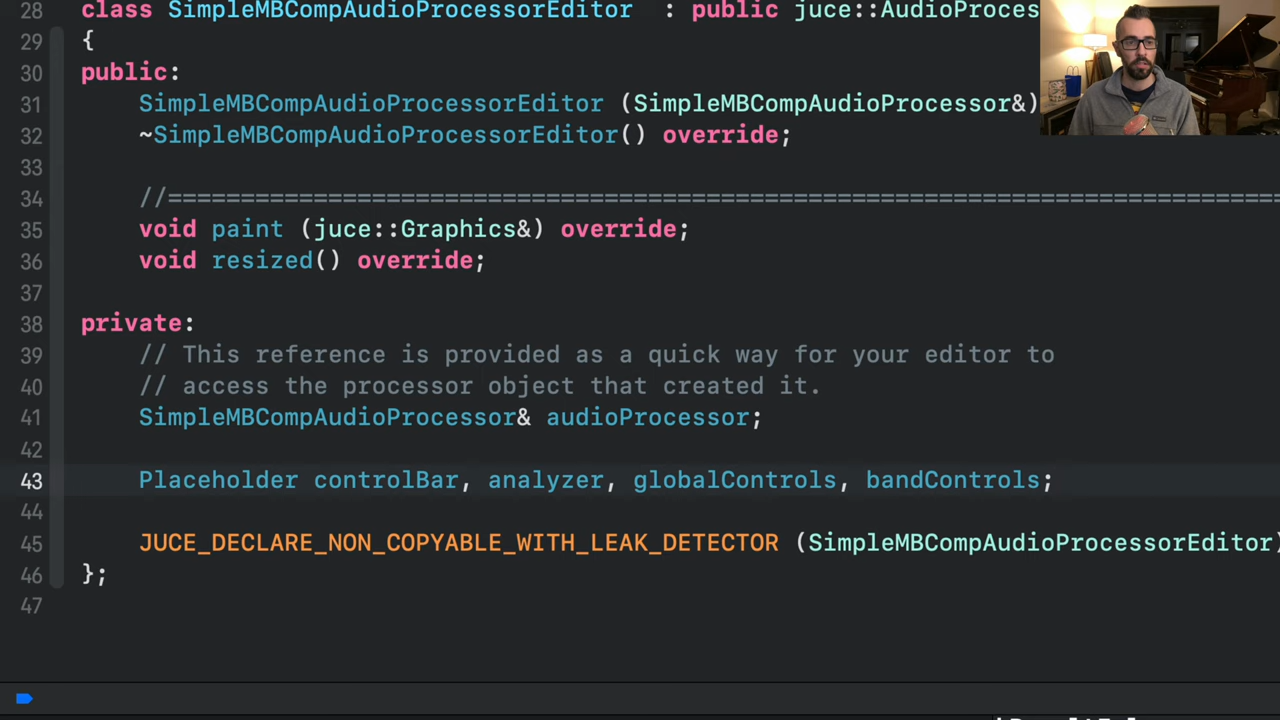 28 class SimpleMBCompAudioProcessorEditor : public juce::AudioProces
29 {
30 public:
31 SimpleMBCompAudioProcessorEditor (SimpleMBCompAudioProcessor&)
32 ~SimpleMBCompAudioProcessorEditor() override;
33
34 //==============================================================================
35 void paint (juce::Graphics&) override;
36 void resized() override;
37
38 private:
39 // This reference is provided as a quick way for your editor to
40 // access the processor object that created it.
41 SimpleMBCompAudioProcessor& audioProcessor;
42
43 Placeholder controlBar, analyzer, globalControls, bandControls;
44
45 JUCE_DECLARE_NON_COPYABLE_WITH_LEAK_DETECTOR (SimpleMBCompAudioProcessorEditor)
46 };
47